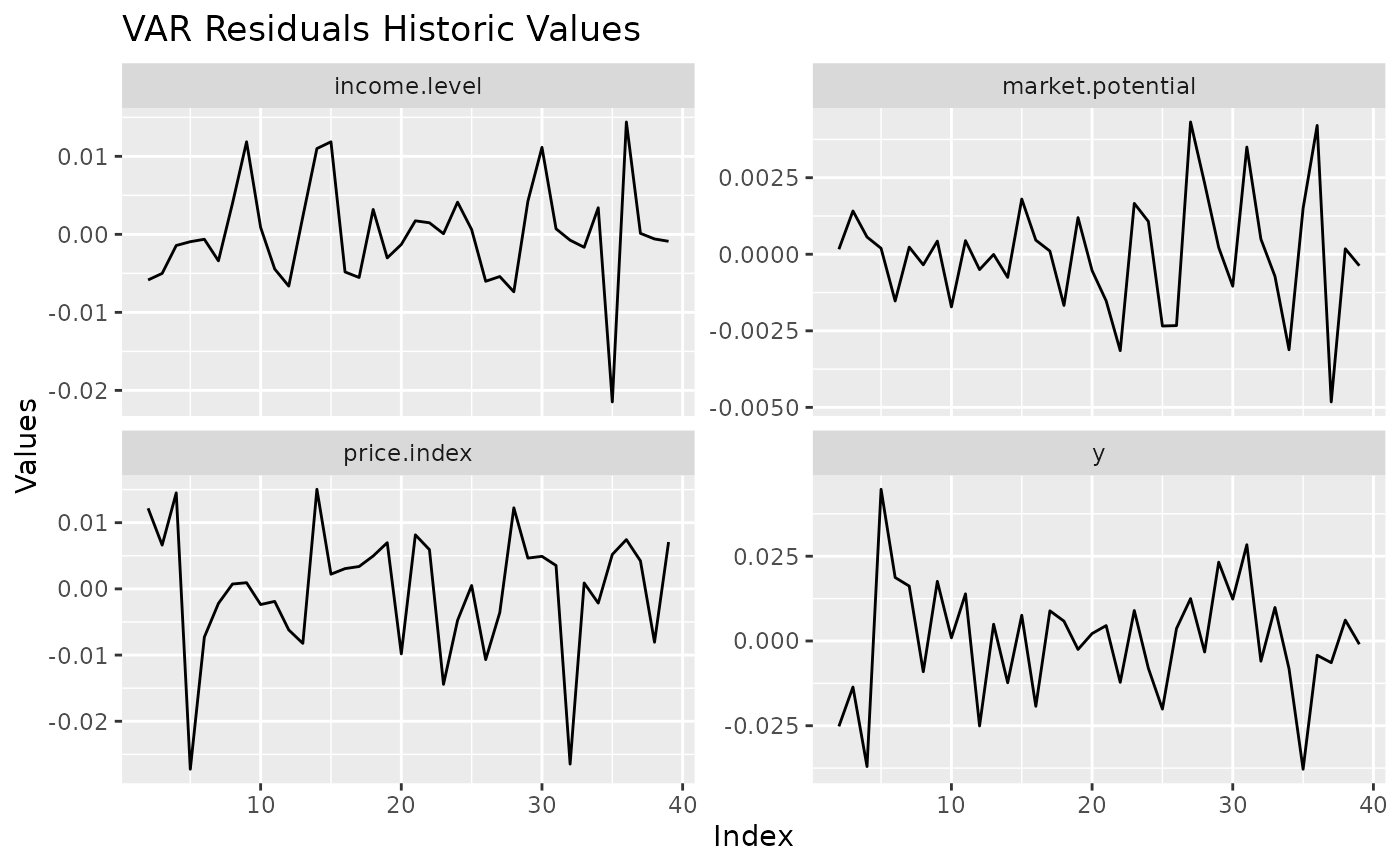 VAR Residuals Historic Values
income.level
market.potential
0.01
0.00
-0.01
-0.02
0.0025
0.0000
-0.0025
-0.0050
Values
price.index
y
0.01
0.00
-0.01
-0.02
0.025
0.000
-0.025
10 20 30 40
10 20 30 40
Index